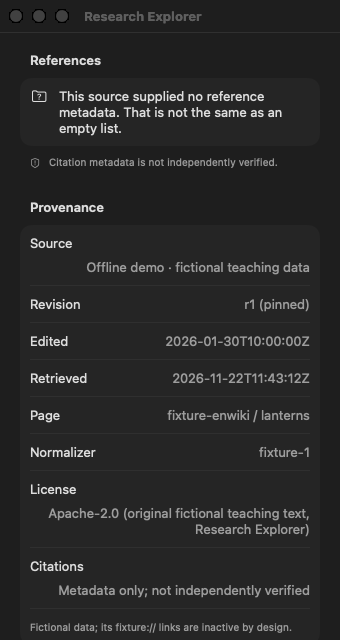 Research Explorer
References
This source supplied no reference
metadata. That is not the same as an
empty list.
Citation metadata is not independently verified.
Provenance
Source
Offline demo · fictional teaching data
Revision r1 (pinned)
Edited 2026-01-30T10:00:00Z
Retrieved 2026-11-22T11:43:12Z
Page fixture-enwiki / lanterns
Normalizer fixture-1
License
Apache-2.0 (original fictional teaching text,
Research Explorer)
Citations
Metadata only; not independently verified
Fictional data; its fixture:// links are inactive by design.